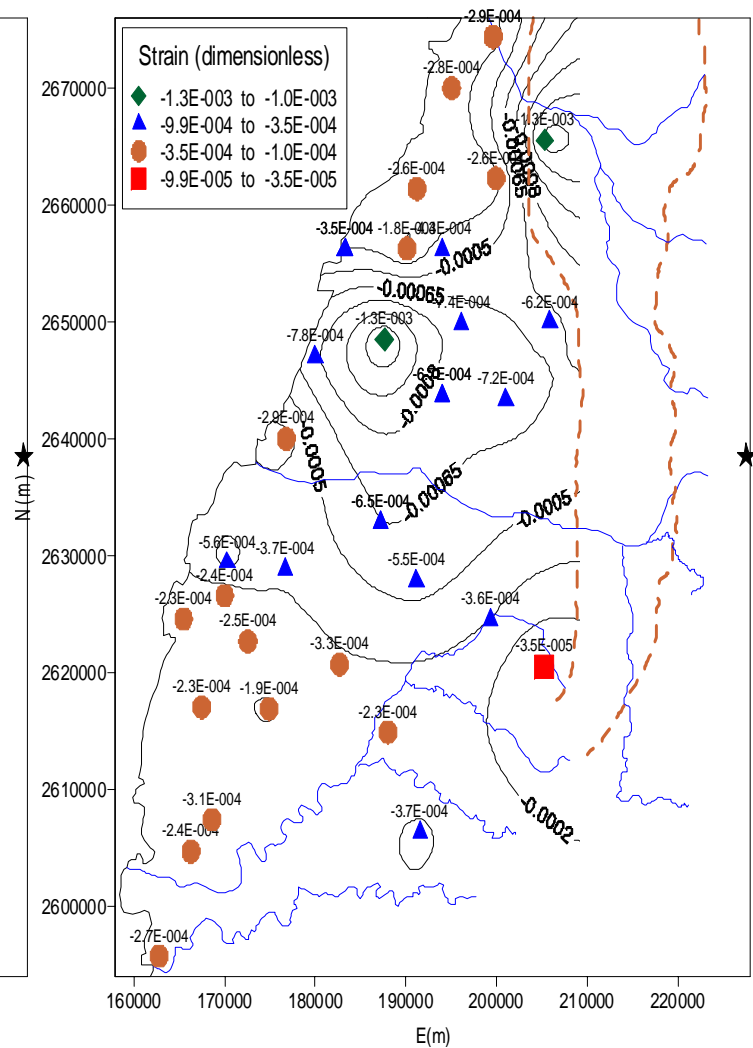 Strain (dimensionless)
-1.3E-003 to -1.0E-003
-9.9E-004 to -3.5E-004
-3.5E-004 to -1.0E-004
-9.9E-005 to -3.5E-005
-2.9E-004
-2.8E-004
-1.3E-003
-2.6E-004
-3.5E-004
-1.8E-004
-0.0005
-0.00065
-6.2E-004
-1.3E-003
-7.8E-004
-7.2E-004
-2.9E-004
-0.0005
-0.00065
-6.5E-004
-0.0005
-5.6E-004
-3.7E-004
-5.5E-004
-2.4E-004
-2.3E-004
-3.6E-004
-2.5E-004
-3.3E-004
-3.5E-005
-2.3E-004
-1.9E-004
-2.3E-004
-3.1E-004
-3.7E-004
-0.0002
-2.4E-004
-2.7E-004
2670000
2660000
2650000
2640000
2630000
2620000
2610000
2600000
N (m)
160000 170000 180000 190000 200000 210000 220000
E(m)